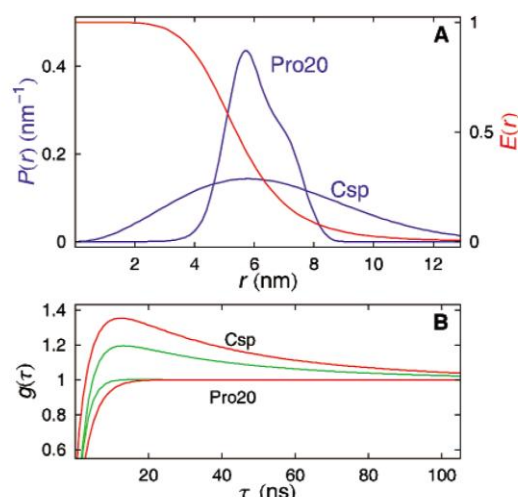 A
0.4
0.2
0
P(r) (nm⁻¹)
Pro20
Csp
1
0.5
0
E(r)
2 4 6 8 10 12
r (nm)
B
1.4
1.2
1
0.8
0.6
g(τ)
Csp
Pro20
20 40 60 80 100
τ (ns)